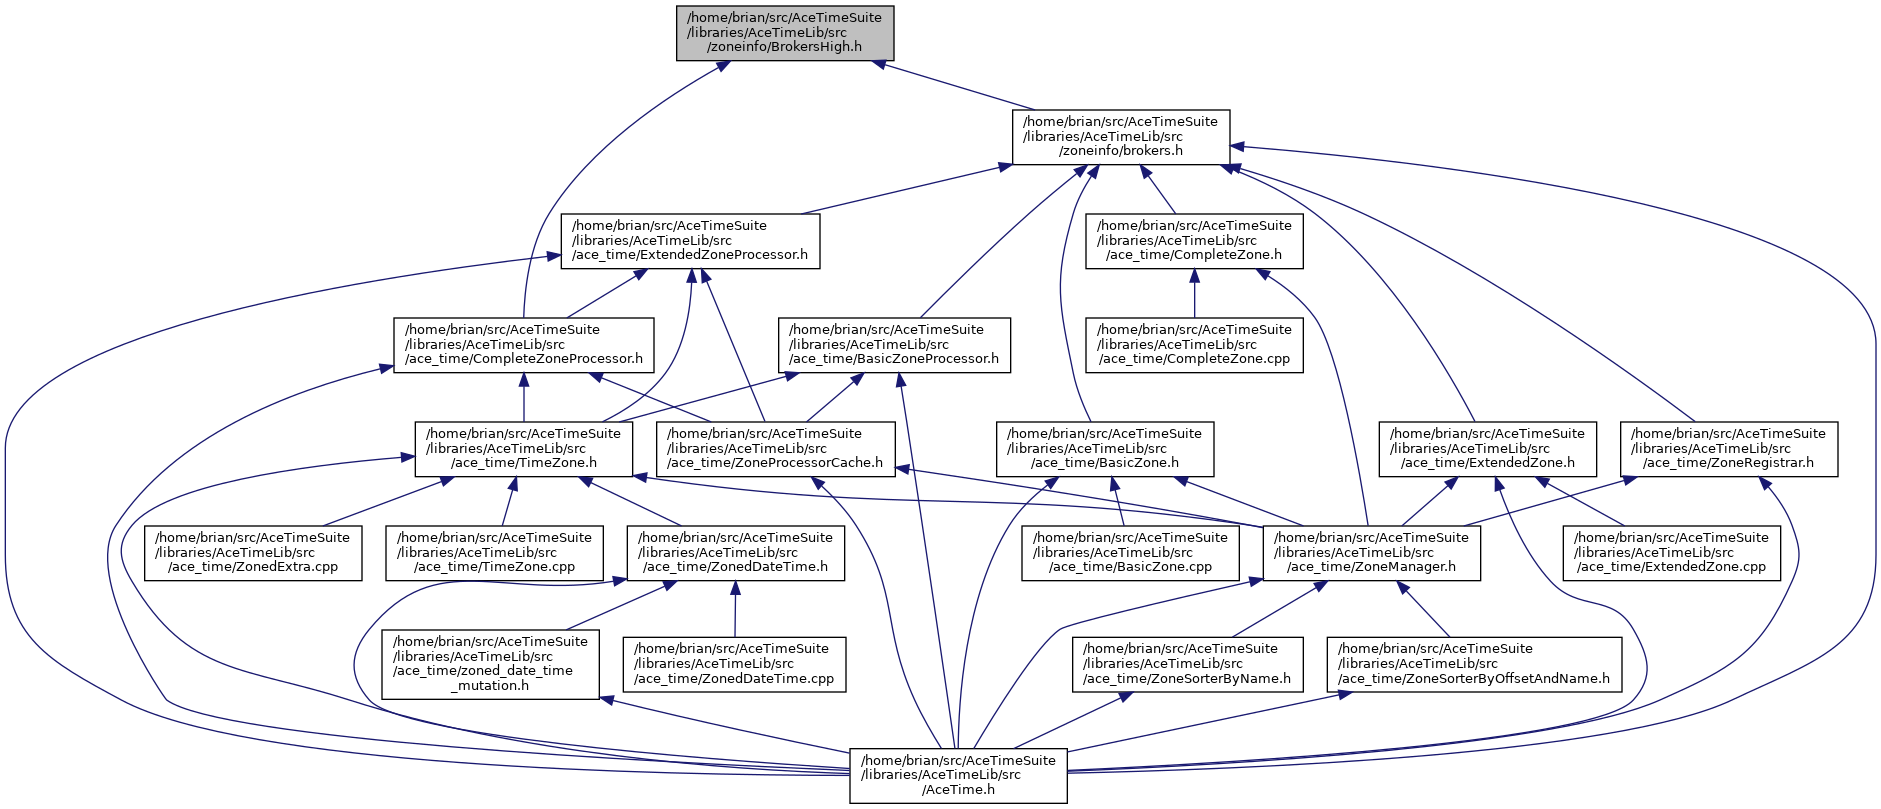 /home/brian/src/AceTimeSuite
/libraries/AceTimeLib/src
/zoneinfo/BrokersHigh.h
/home/brian/src/AceTimeSuite
/libraries/AceTimeLib/src
/zoneinfo/brokers.h
/home/brian/src/AceTimeSuite
/libraries/AceTimeLib/src
/ace_time/ExtendedZoneProcessor.h
/home/brian/src/AceTimeSuite
/libraries/AceTimeLib/src
/ace_time/CompleteZone.h
/home/brian/src/AceTimeSuite
/libraries/AceTimeLib/src
/ace_time/CompleteZoneProcessor.h
/home/brian/src/AceTimeSuite
/libraries/AceTimeLib/src
/ace_time/BasicZoneProcessor.h
/home/brian/src/AceTimeSuite
/libraries/AceTimeLib/src
/ace_time/CompleteZone.cpp
/home/brian/src/AceTimeSuite
/libraries/AceTimeLib/src
/ace_time/TimeZone.h
/home/brian/src/AceTimeSuite
/libraries/AceTimeLib/src
/ace_time/ZoneProcessorCache.h
/home/brian/src/AceTimeSuite
/libraries/AceTimeLib/src
/ace_time/BasicZone.h
/home/brian/src/AceTimeSuite
/libraries/AceTimeLib/src
/ace_time/ExtendedZone.h
/home/brian/src/AceTimeSuite
/libraries/AceTimeLib/src
/ace_time/ZoneRegistrar.h
/home/brian/src/AceTimeSuite
/libraries/AceTimeLib/src
/ace_time/ZonedExtra.cpp
/home/brian/src/AceTimeSuite
/libraries/AceTimeLib/src
/ace_time/TimeZone.cpp
/home/brian/src/AceTimeSuite
/libraries/AceTimeLib/src
/ace_time/ZonedDateTime.h
/home/brian/src/AceTimeSuite
/libraries/AceTimeLib/src
/ace_time/BasicZone.cpp
/home/brian/src/AceTimeSuite
/libraries/AceTimeLib/src
/ace_time/ZoneManager.h
/home/brian/src/AceTimeSuite
/libraries/AceTimeLib/src
/ace_time/ExtendedZone.cpp
/home/brian/src/AceTimeSuite
/libraries/AceTimeLib/src
/ace_time/zoned_date_time
_mutation.h
/home/brian/src/AceTimeSuite
/libraries/AceTimeLib/src
/ace_time/ZonedDateTime.cpp
/home/brian/src/AceTimeSuite
/libraries/AceTimeLib/src
/ace_time/ZoneSorterByName.h
/home/brian/src/AceTimeSuite
/libraries/AceTimeLib/src
/ace_time/ZoneSorterByOffsetAndName.h
/home/brian/src/AceTimeSuite
/libraries/AceTimeLib/src
/AceTime.h